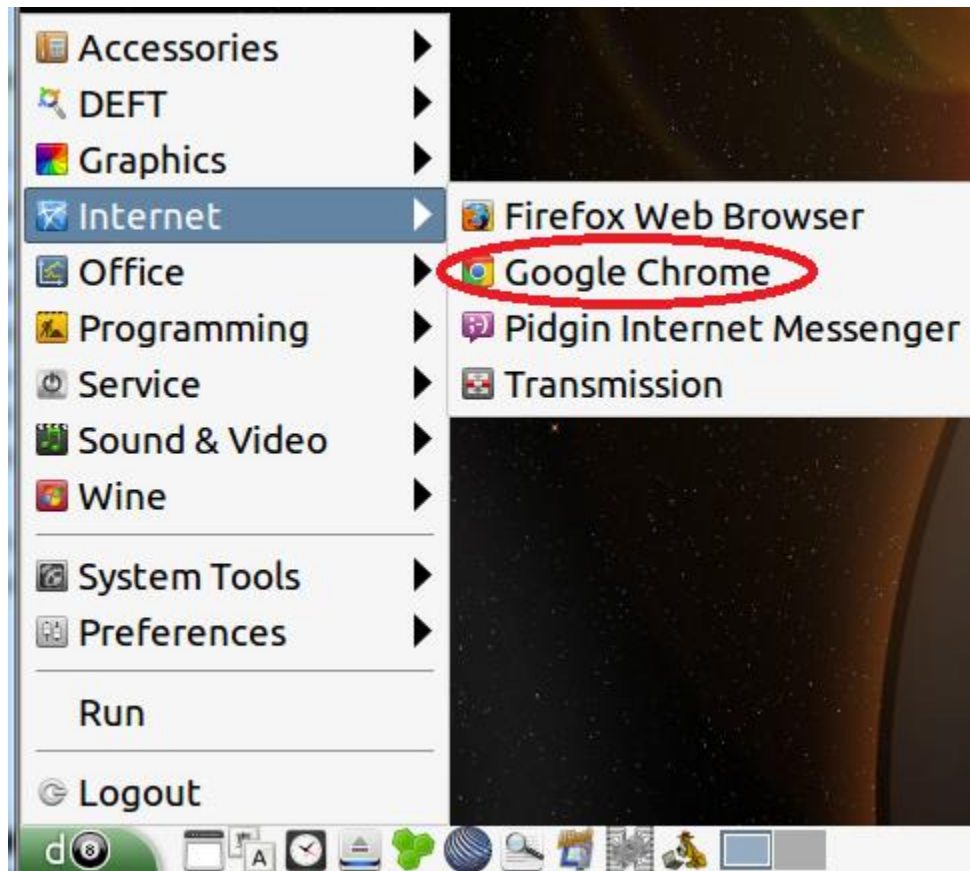 Accessories
DEFT
Graphics
Internet
Office
Programming
Service
Sound & Video
Wine
System Tools
Preferences
Run
Logout
Firefox Web Browser
Google Chrome
Pidgin Internet Messenger
Transmission
d8
A